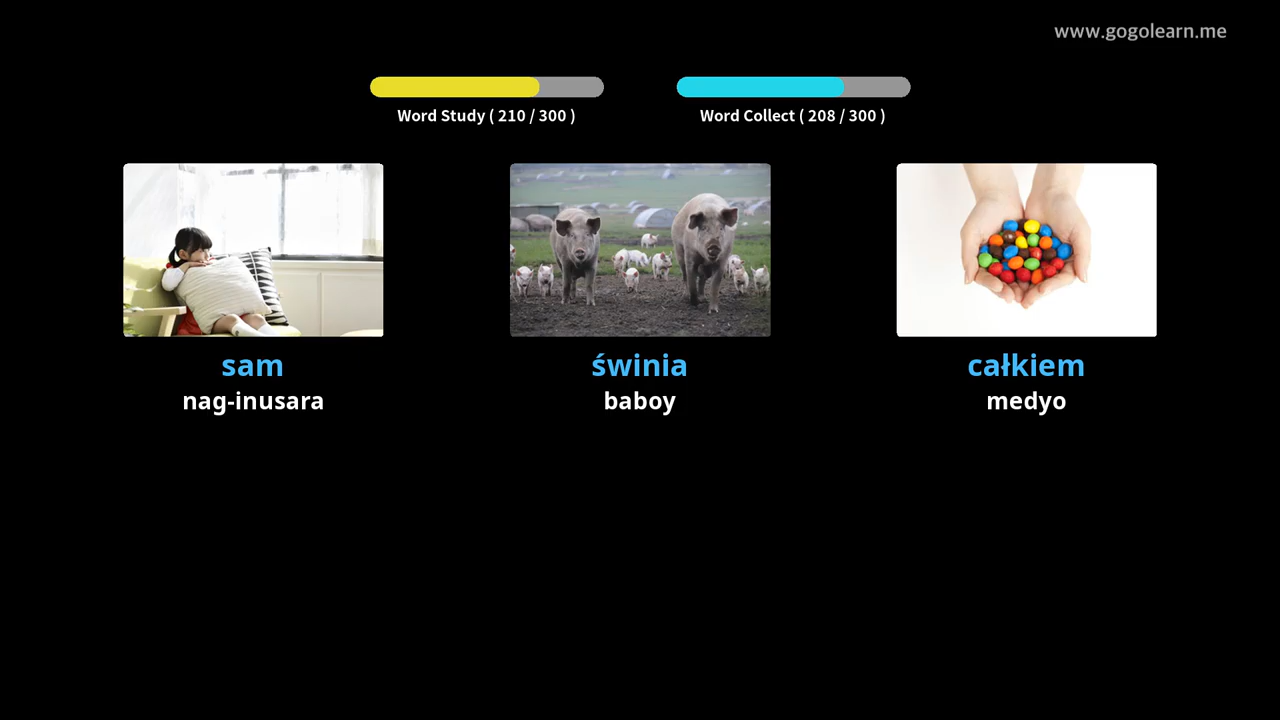 www.gogolearn.me
Word Study ( 210 / 300 )
Word Collect ( 208 / 300 )
sam
nag-inusara
świnia
baboy
całkiem
medyo